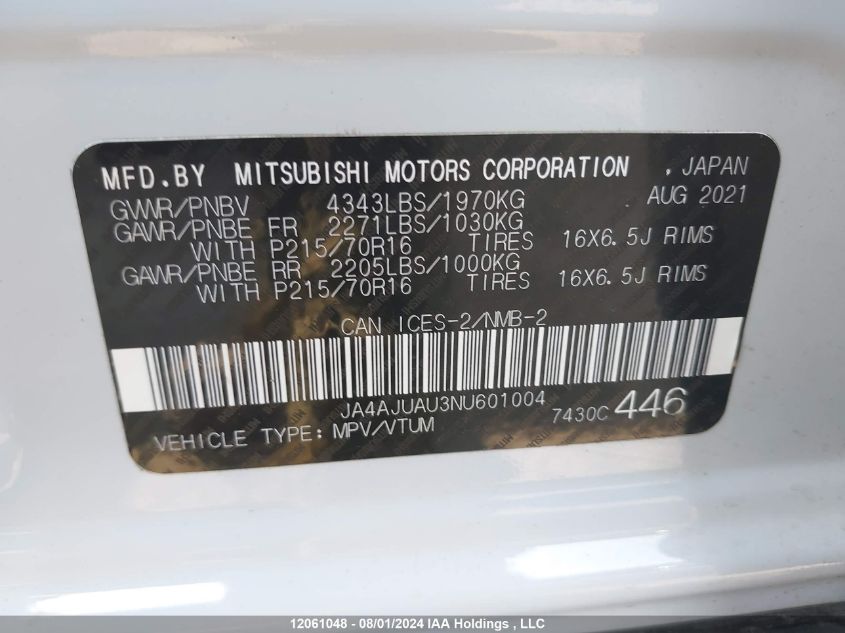 MFD.BY MITSUBISHI MOTORS CORPORATION , JAPAN
GVWR/PNBV 4343LBS/1970KG AUG 2021
GAWR/PNBE FR 2271LBS/1030KG
WITH P215/70R16 TIRES 16X6.5J RIMS
GAWR/PNBE RR 2205LBS/1000KG
WITH P215/70R16 TIRES 16X6.5J RIMS
CAN ICES-2/NMB-2
JA4AJUAU3NU601004
7430C 446
VEHICLE TYPE: MPV/VTUM
12061048 - 08/01/2024 IAA Holdings , LLC